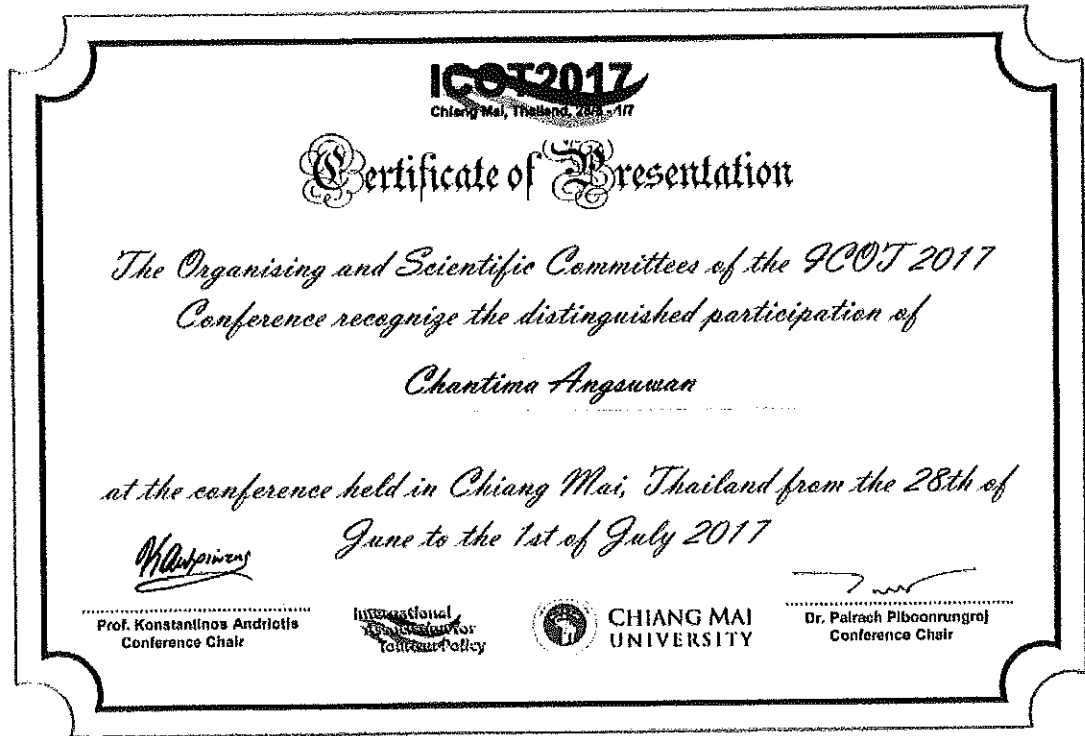 ICOT2017
Chiang Mai, Thailand, 28/6 - 1/7
Certificate of Presentation
The Organising and Scientific Committees of the ICOT 2017
Conference recognize the distinguished participation of
Chantima Angsuwan
at the conference held in Chiang Mai, Thailand from the 28th of
June to the 1st of July 2017
Prof. Konstantinos Andriotis
Conference Chair
International
Association for
Tourism Policy
CHIANG MAI
UNIVERSITY
Dr. Pairach Piboonrungroj
Conference Chair